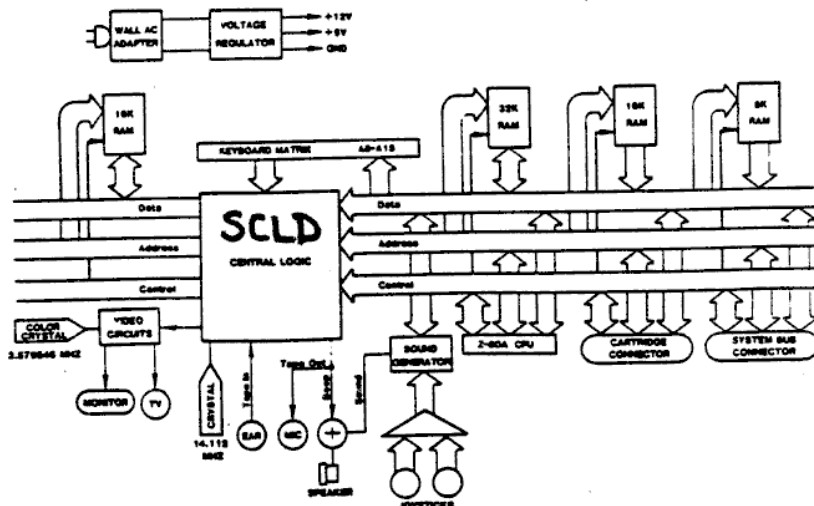 WALL AC
ADAPTER
VOLTAGE
REGULATOR
+12V
+5V
GND
16K
RAM
32K
RAM
16K
RAM
8K
RAM
KEYBOARD MATRIX A8-A15
Data
Data
SCLD
Address
Address
CENTRAL LOGIC
Control
Control
COLOR
CRYSTAL
3.579545 MHZ
VIDEO
CIRCUITS
MONITOR
TV
CRYSTAL
14.112
MHZ
Tape In
EAR
Tape Out
MIC
Beep
Sound
SPEAKER
SOUND
GENERATOR
Z-80A CPU
CARTRIDGE
CONNECTOR
SYSTEM BUS
CONNECTOR